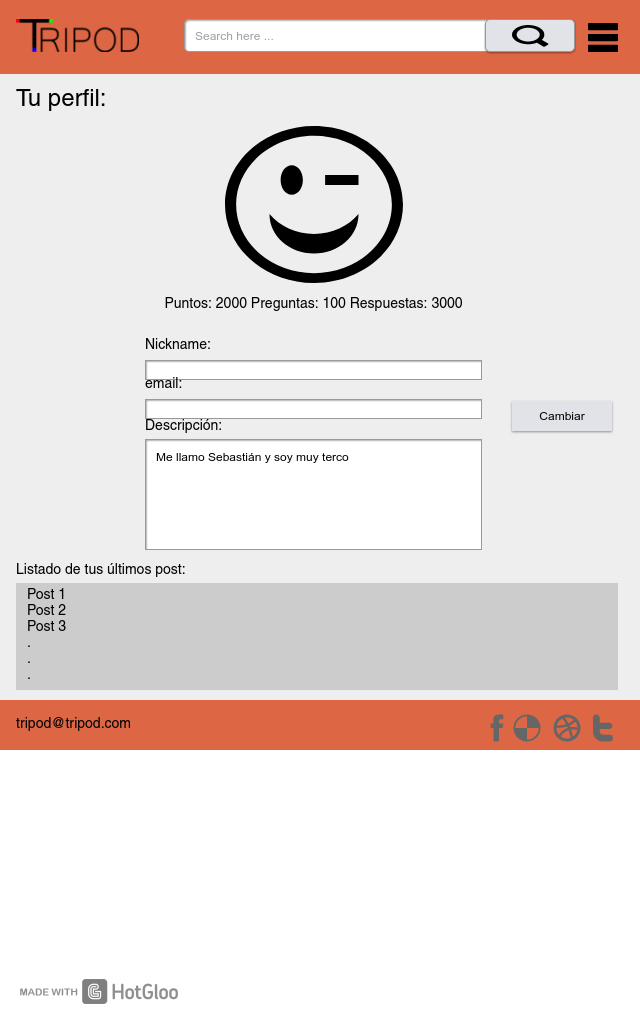 TRIPOD
Search here ...
Tu perfil:
Puntos: 2000 Preguntas: 100 Respuestas: 3000
Nickname:
email:
Cambiar
Descripción:
Me llamo Sebastián y soy muy terco
Listado de tus últimos post:
Post 1
Post 2
Post 3
.
.
.
tripod@tripod.com
MADE WITH HotGloo